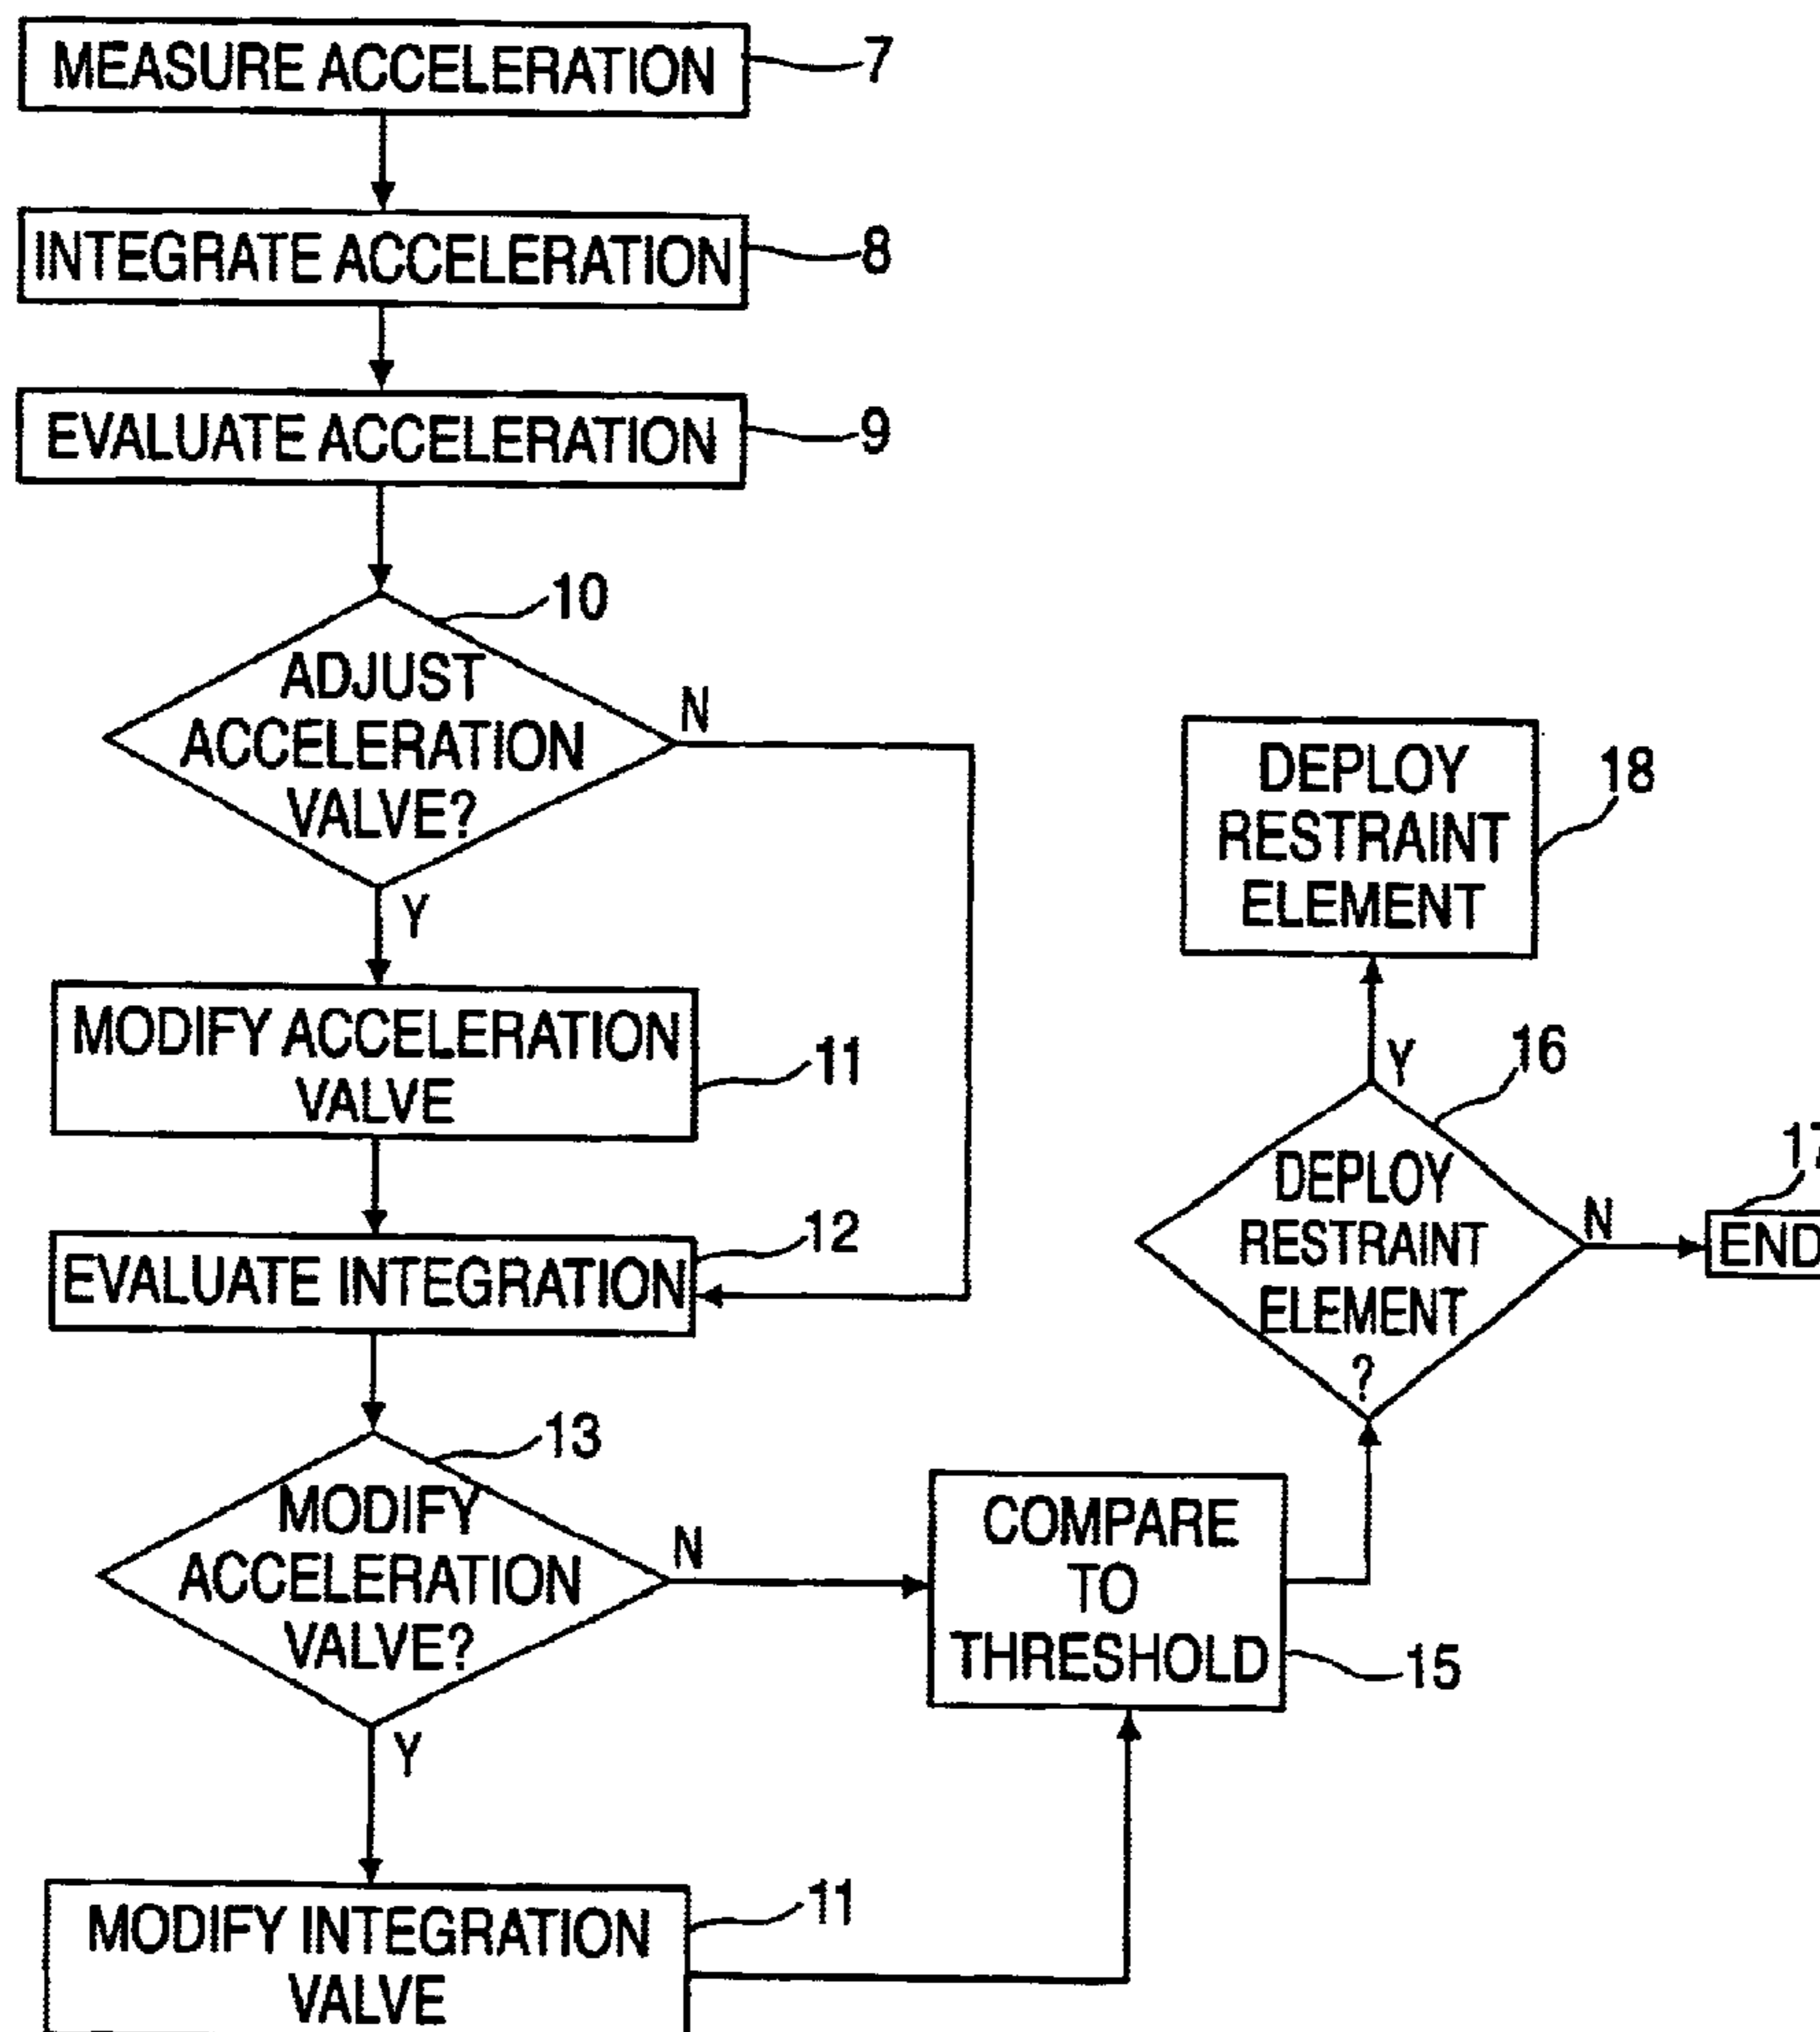 MEASURE ACCELERATION
7
INTEGRATE ACCELERATION
8
EVALUATE ACCELERATION
9
10
ADJUST
ACCELERATION
VALVE?
N
Y
MODIFY ACCELERATION
VALVE
11
EVALUATE INTEGRATION
12
13
MODIFY
ACCELERATION
VALVE?
N
Y
MODIFY INTEGRATION
VALVE
11
COMPARE
TO
THRESHOLD
15
16
DEPLOY
RESTRAINT
ELEMENT
?
Y
N
17
END
DEPLOY
RESTRAINT
ELEMENT
18